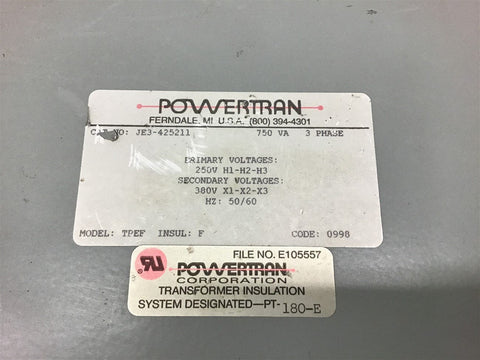 POWERTRAN
FERNDALE, MI U.S.A. (800) 394-4301
CAT NO: JE3-425211 750 VA 3 PHASE
PRIMARY VOLTAGES:
250V H1-H2-H3
SECONDARY VOLTAGES:
380V X1-X2-X3
HZ: 50/60
MODEL: TPEF INSUL: F CODE: 0998
FILE NO. E105557
RU POWERTRAN
CORPORATION
TRANSFORMER INSULATION
SYSTEM DESIGNATED—PT-180-E